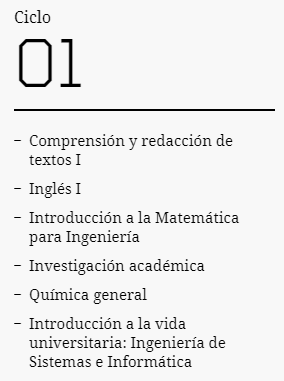 Ciclo
01
– Comprensión y redacción de
textos I
– Inglés I
– Introducción a la Matemática
para Ingeniería
– Investigación académica
– Química general
– Introducción a la vida
universitaria: Ingeniería de
Sistemas e Informática